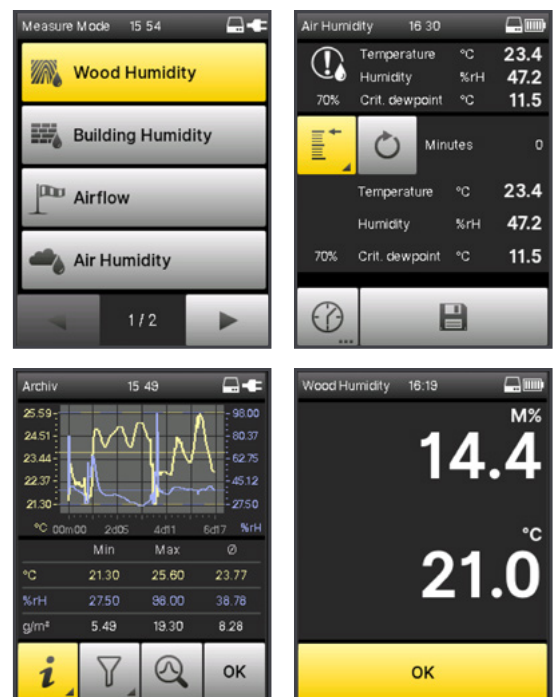 Measure Mode 15 54
Wood Humidity
Building Humidity
Airflow
Air Humidity
1/2
Air Humidity 16 30
Temperature °C 23.4
Humidity %rH 47.2
70% Crit. dewpoint °C 11.5
Minutes 0
Temperature °C 23.4
Humidity %rH 47.2
70% Crit. dewpoint °C 11.5
...
Archiv 15 49
25.59 98.00
24.51 80.37
23.44 62.75
22.37 45.12
21.30 27.50
°C 00m00 2d05 4d11 6d17 %rH
Min Max Ø
°C 21.30 25.60 23.77
%rH 27.50 98.00 38.78
g/m³ 5.49 19.30 8.28
i OK
Wood Humidity 16:19
M%
14.4
°C
21.0
OK